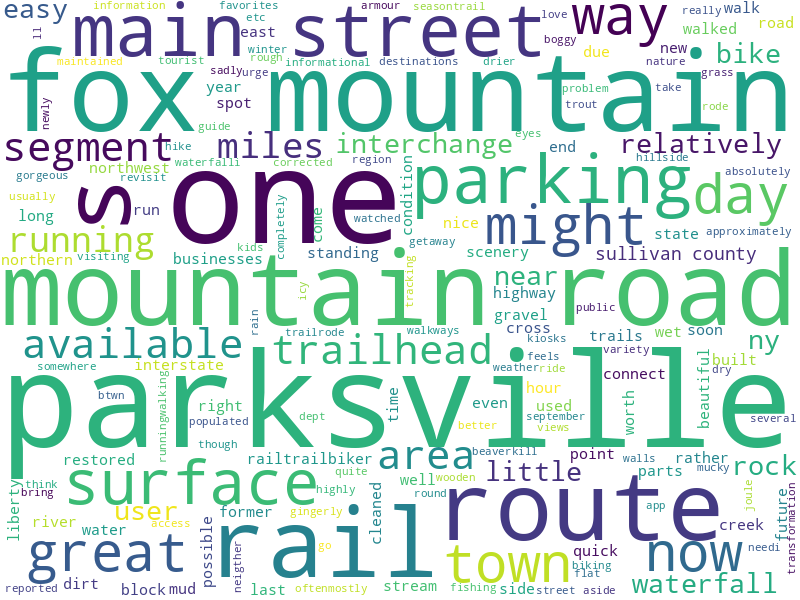 easy information favorites armour seasontrail love way really walk
main street etc east winter boggy walked road
ll maintained tourist sadly urge rough informational destinations drier due new nature bike
fox mountain
year spot problem take grass
newly guide trout rode
segment hike miles interchange eyes end relatively
northwest waterfalli corrected region hillside
gorgeous revisit condition absolutely
s one parking day
usually run watched nice might state approximately
long come
running kids completely getaway scenery sullivan county
northern visiting businesses standing
mountain road
near highway
icy tracking gravel public
rain trailrode walkways cross kiosks trails wet soon ny
available trailhead feels variety built
somewhere interstate weather ride connect dry beautiful
parksville
btwn hour
runningwalking right time even used worth
populated dept better september views several
though
restored railtrailbiker area beaverkill point walls rather
think quite well wooden little parts mucky rock
bring highly round
surface cleaned route app joule
liberty user former
river access gingerly creek future
water possible rail go town neigther quick now transformation
great biking needi
flat
reported dirt block mud last oftenmostly stream fishing side street aside waterfall